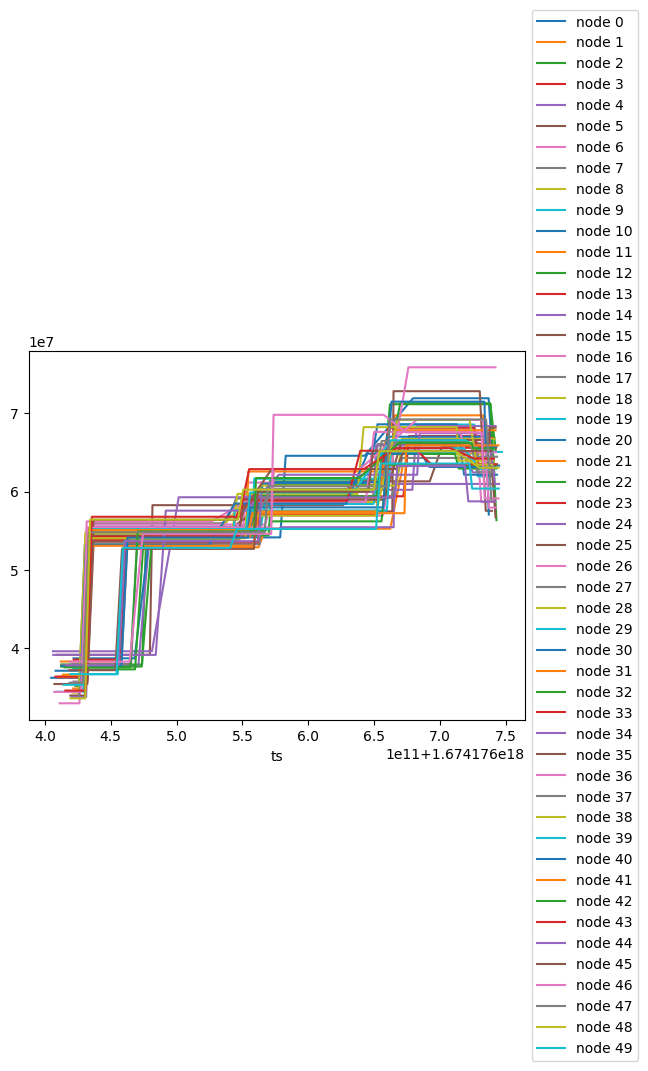 node 0
node 1
node 2
node 3
node 4
node 5
node 6
node 7
node 8
node 9
node 10
node 11
node 12
node 13
node 14
node 15
node 16
node 17
node 18
node 19
node 20
node 21
node 22
node 23
node 24
node 25
node 26
node 27
node 28
node 29
node 30
node 31
node 32
node 33
node 34
node 35
node 36
node 37
node 38
node 39
node 40
node 41
node 42
node 43
node 44
node 45
node 46
node 47
node 48
node 49
1e7
7
6
5
4
4.0 4.5 5.0 5.5 6.0 6.5 7.0 7.5
ts
1e11+1.674176e18